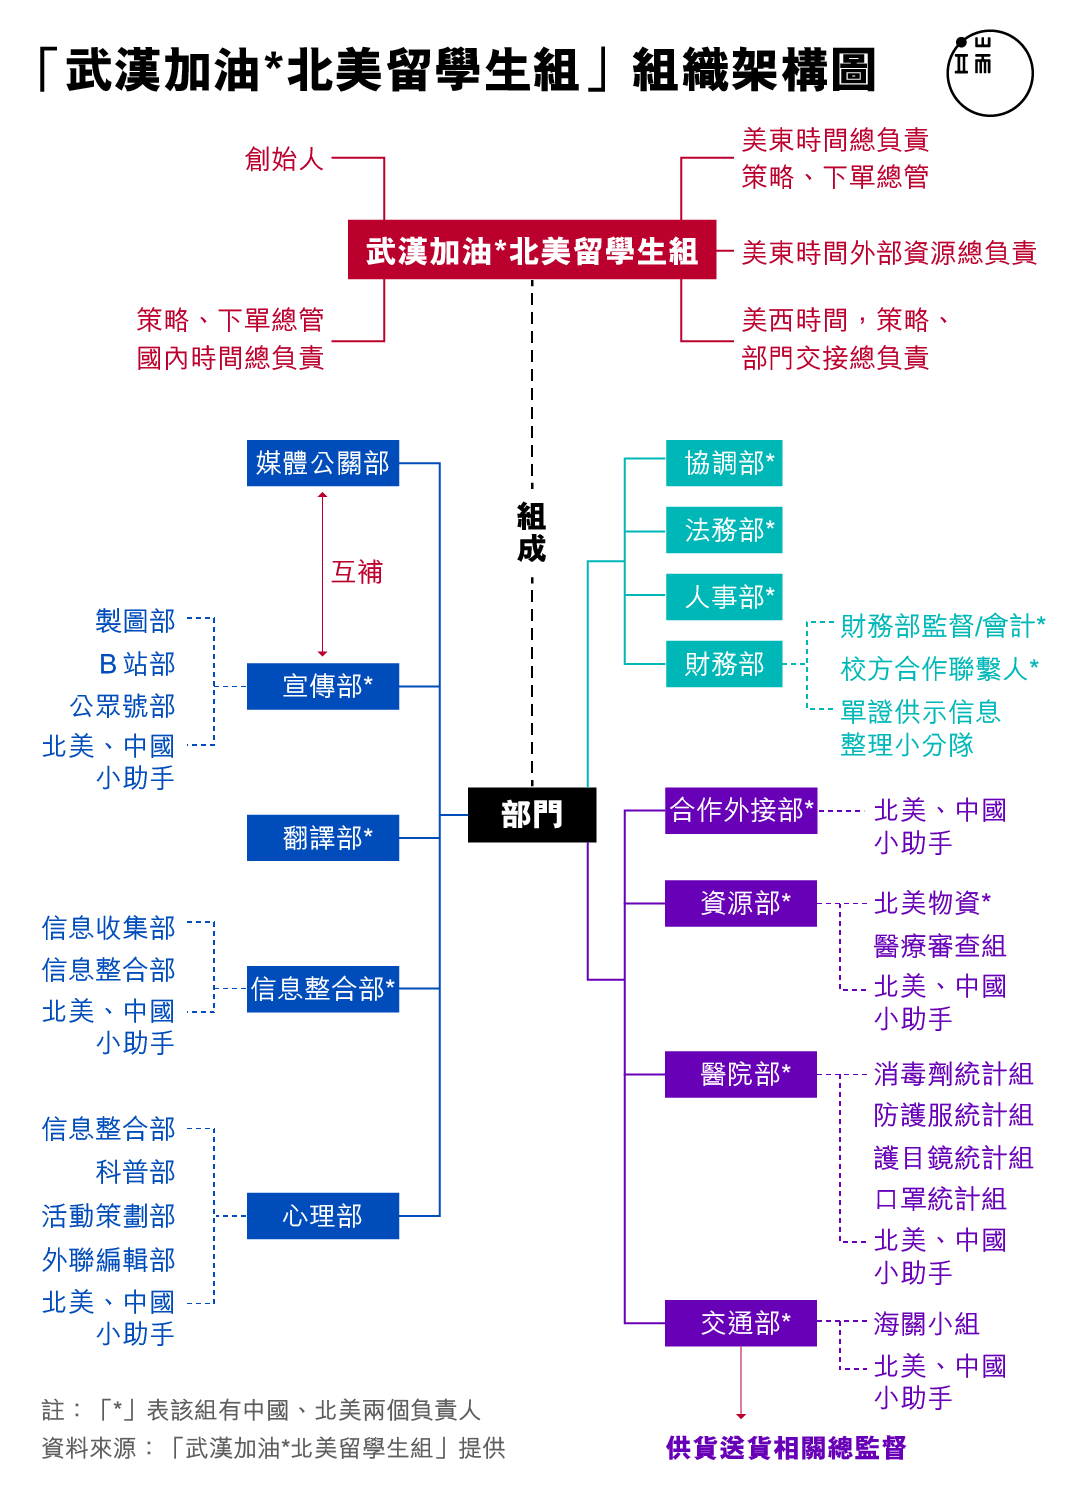 「武漢加油*北美留學生組」組織架構圖
端
創始人
美東時間總負責
策略、下單總管
武漢加油*北美留學生組
美東時間外部資源總負責
策略、下單總管
國內時間總負責
美西時間，策略、
部門交接總負責
組
成
媒體公關部
互補
製圖部
B 站部
公眾號部
北美、中國
小助手
宣傳部*
翻譯部*
信息收集部
信息整合部
北美、中國
小助手
信息整合部*
信息整合部
科普部
活動策劃部
外聯編輯部
北美、中國
小助手
心理部
部門
協調部*
法務部*
人事部*
財務部
財務部監督/會計*
校方合作聯繫人*
單證供示信息
整理小分隊
合作外接部*
北美、中國
小助手
資源部*
北美物資*
醫療審查組
北美、中國
小助手
醫院部*
消毒劑統計組
防護服統計組
護目鏡統計組
口罩統計組
北美、中國
小助手
交通部*
海關小組
北美、中國
小助手
供貨送貨相關總監督
註：「*」表該組有中國、北美兩個負責人
資料來源：「武漢加油*北美留學生組」提供